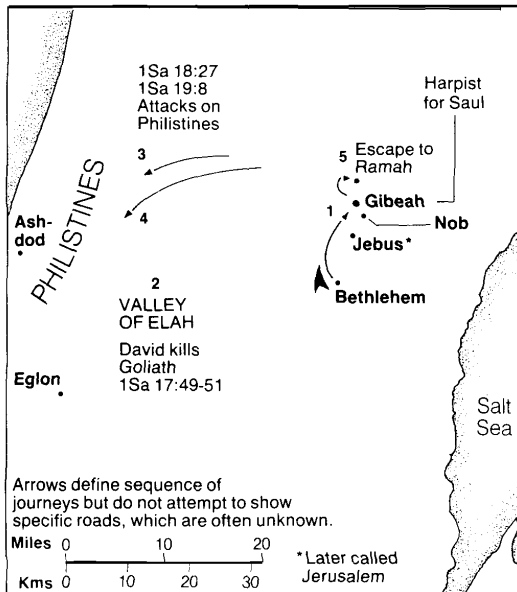 1Sa 18:27
1Sa 19:8
Attacks on
Philistines
3
4
PHILISTINES
Ash-
dod
2
VALLEY
OF ELAH
David kills
Goliath
1Sa 17:49-51
Eglon
Harpist
for Saul
5 Escape to
Ramah
Gibeah
1
Nob
Jebus*
Bethlehem
Salt
Sea
Arrows define sequence of
journeys but do not attempt to show
specific roads, which are often unknown.
Miles 0 10 20
Kms 0 10 20 30
*Later called
Jerusalem